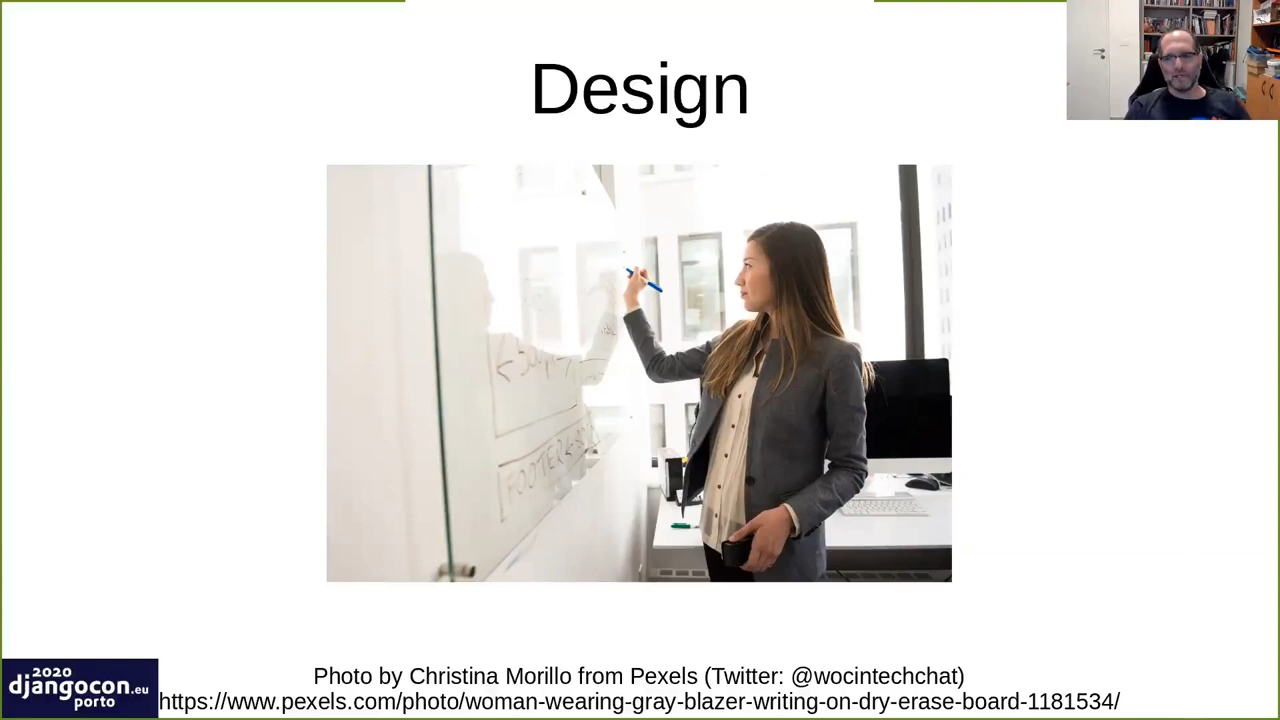 Design
FOOTER
Photo by Christina Morillo from Pexels (Twitter: @wocintechchat)
https://www.pexels.com/photo/woman-wearing-gray-blazer-writing-on-dry-erase-board-1181534/
2020
djangocon.eu
porto